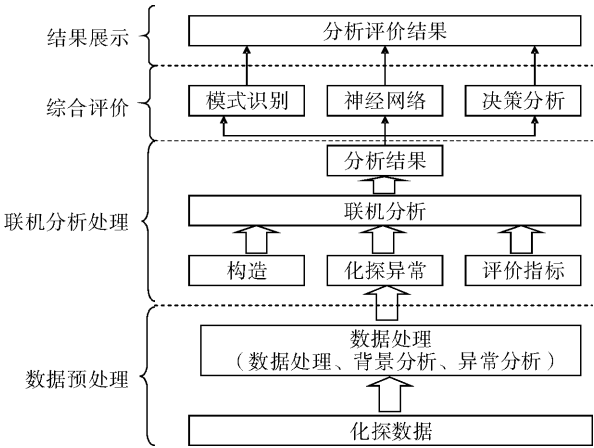 结果展示
分析评价结果
综合评价
模式识别
神经网络
决策分析
分析结果
联机分析处理
联机分析
构造
化探异常
评价指标
数据预处理
数据处理
（数据处理、背景分析、异常分析）
化探数据